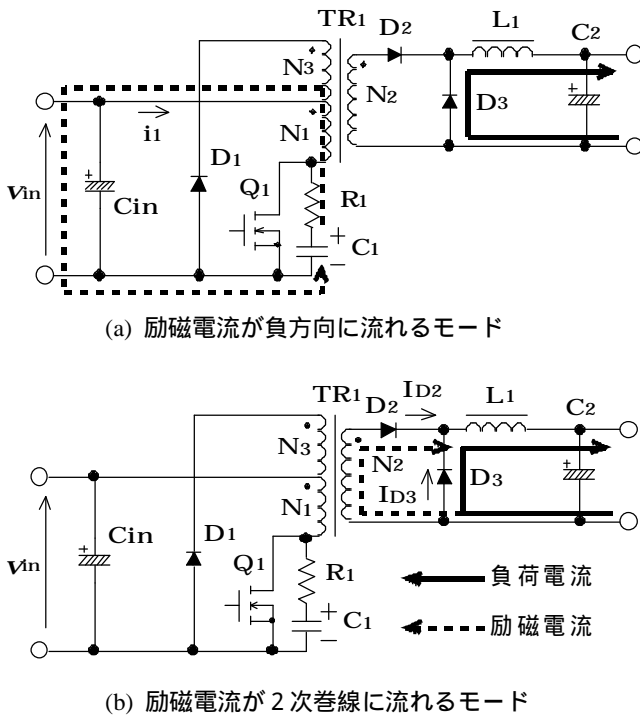 TR1
D2
L1
C2
N3
N2
+
D3
i1
N1
D1
Q1
R1
vin
+
Cin
C1
+
−
(a) 励磁電流が負方向に流れるモード
TR1
ID2
D2
L1
C2
N3
N2
+
D3
ID3
N1
Cin
D1
Q1
R1
vin
+
C1
+
−
負荷電流
励磁電流
(b) 励磁電流が2次巻線に流れるモード